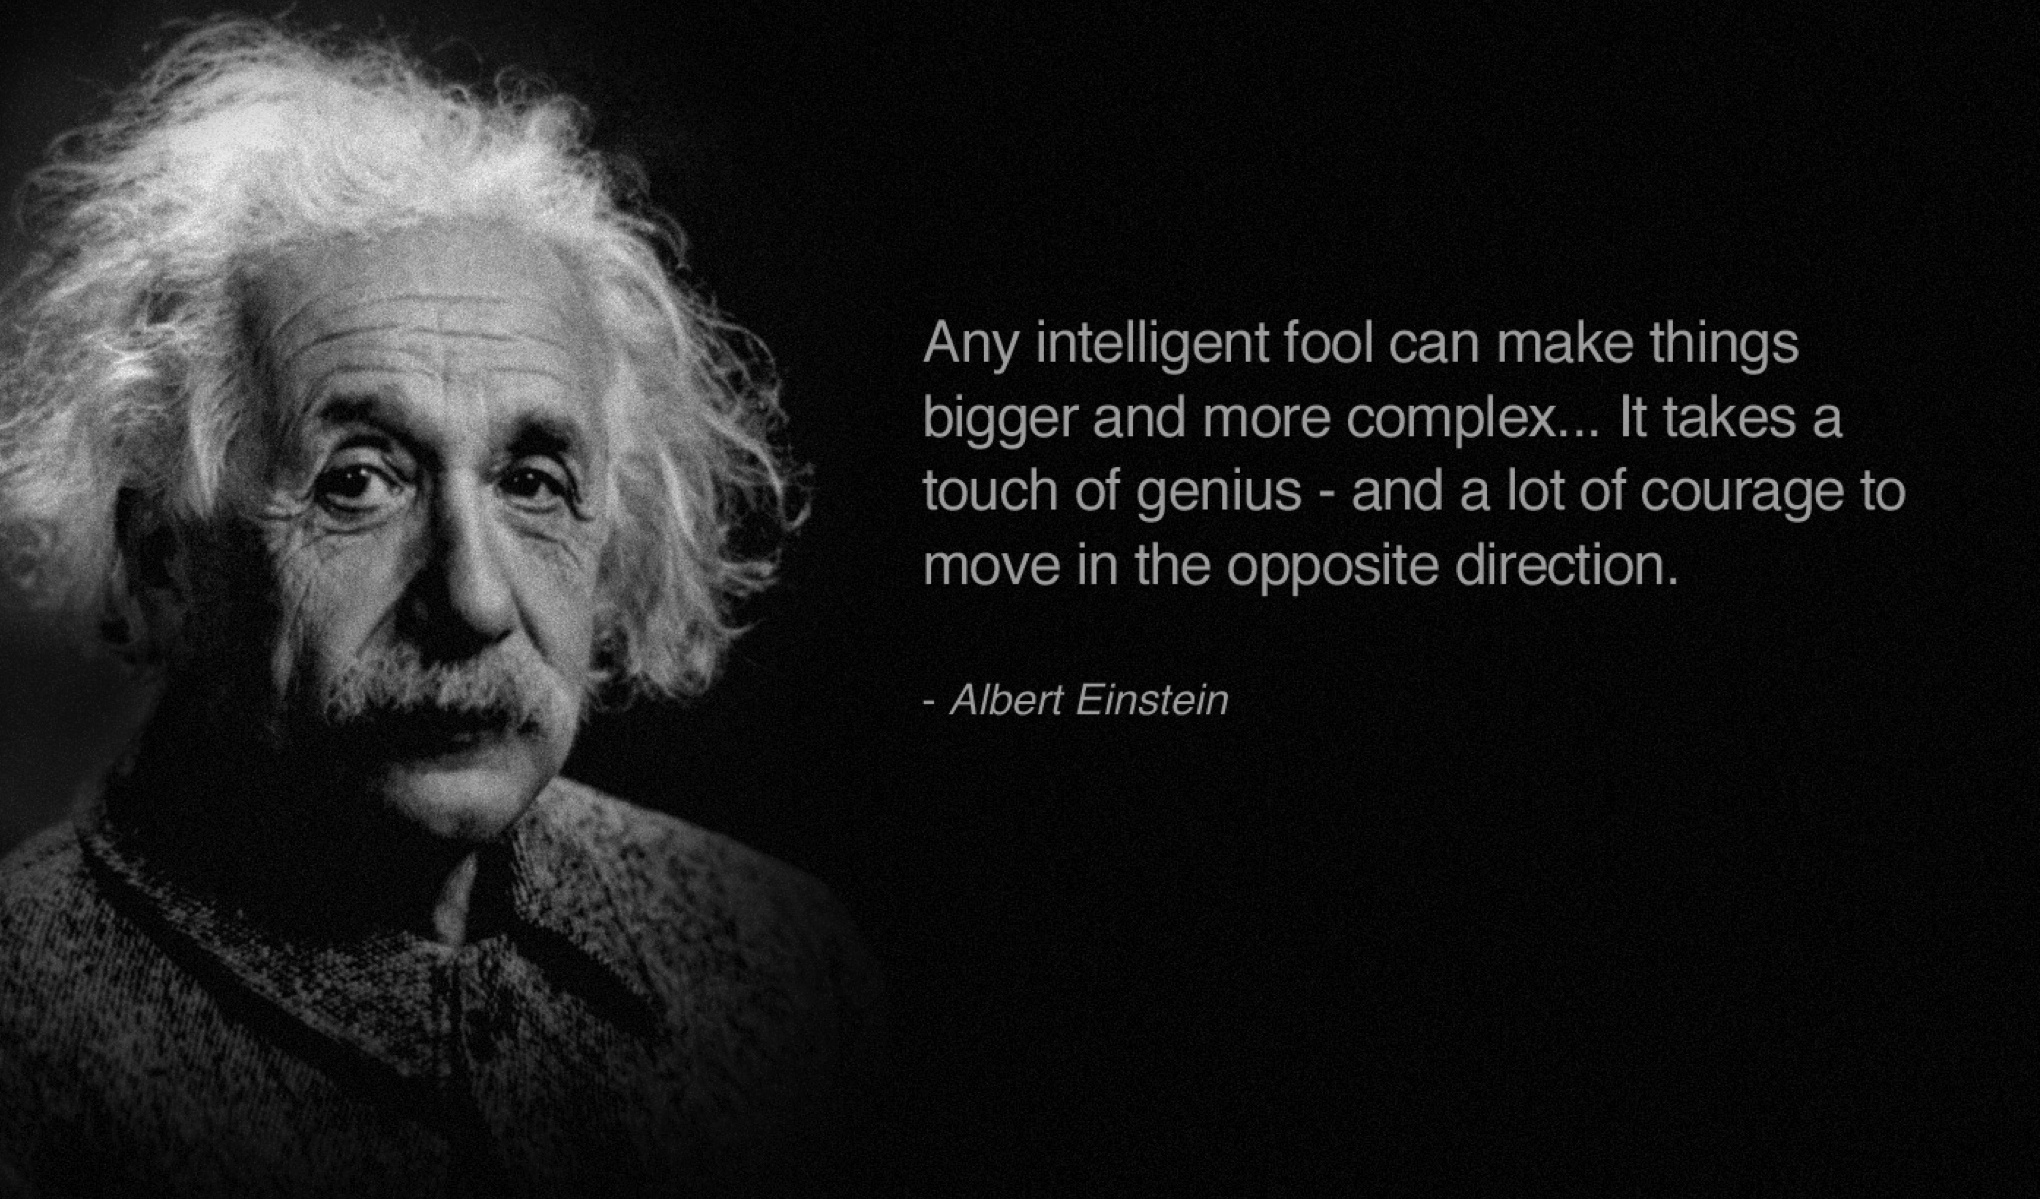 Any intelligent fool can make things
bigger and more complex... It takes a
touch of genius - and a lot of courage to
move in the opposite direction.
- Albert Einstein